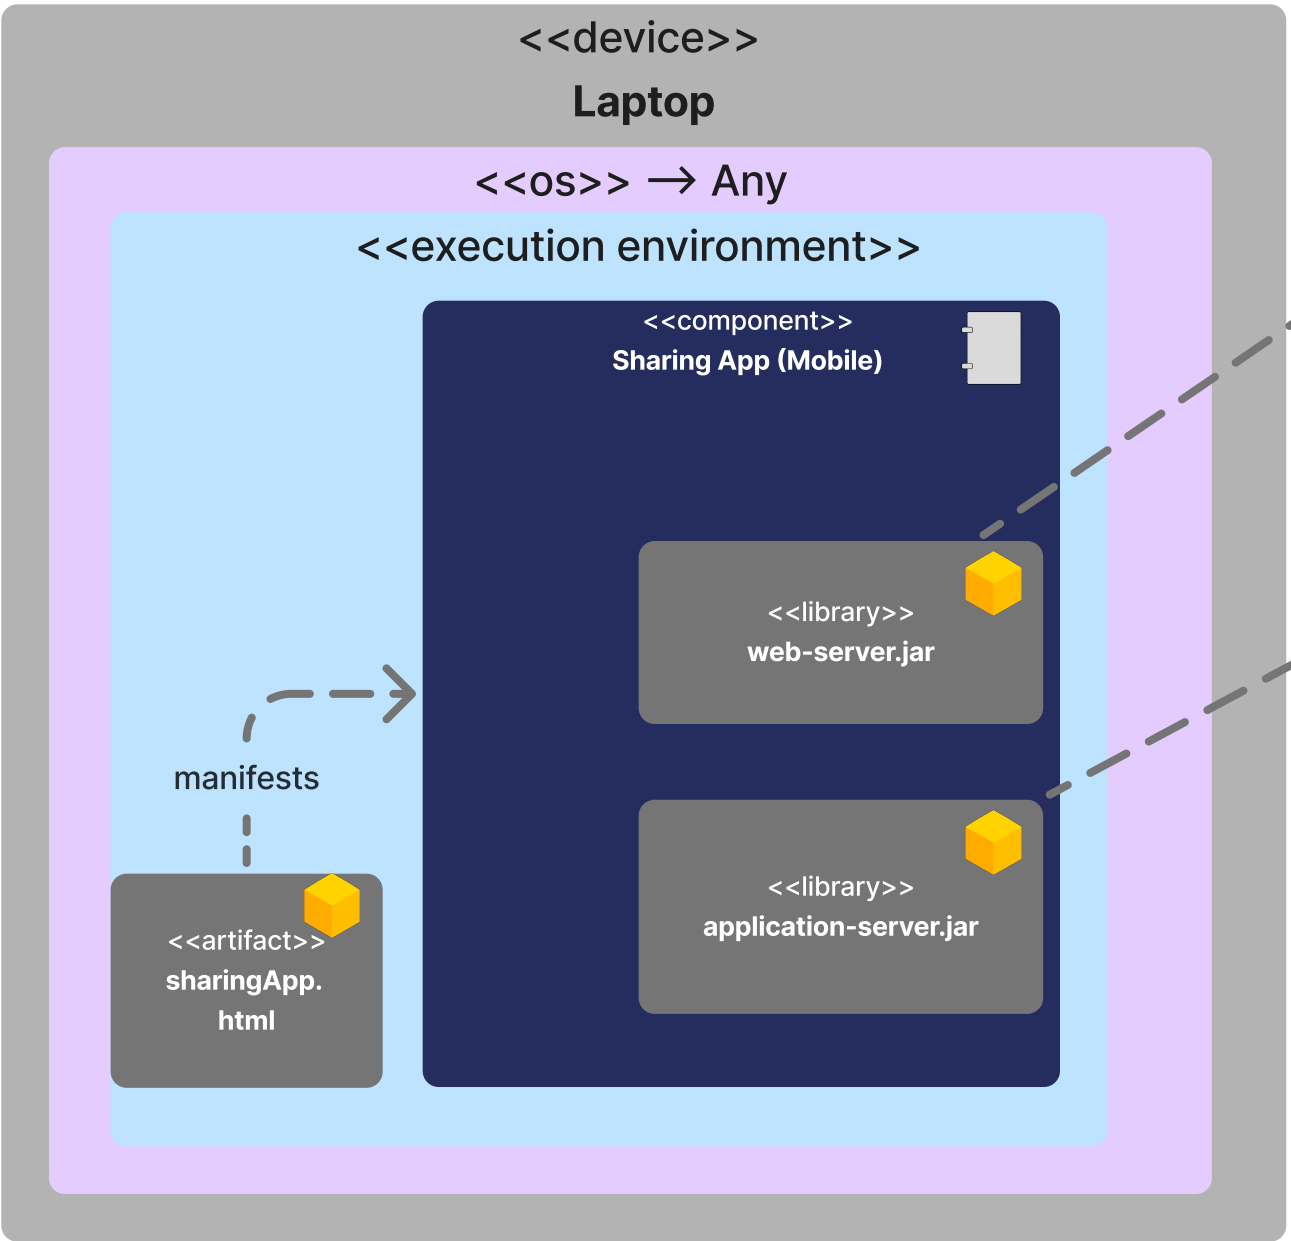 <<device>>
Laptop
<<os>> → Any
<<execution environment>>
<<component>>
Sharing App (Mobile)
<<library>>
web-server.jar
manifests
<<library>>
application-server.jar
<<artifact>>
sharingApp.
html